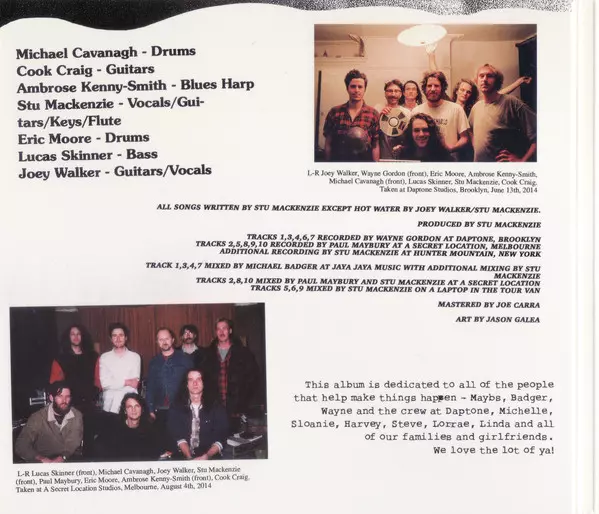 Michael Cavanagh - Drums
Cook Craig - Guitars
Ambrose Kenny-Smith - Blues Harp
Stu Mackenzie - Vocals/Gui-
tars/Keys/Flute
Eric Moore - Drums
Lucas Skinner - Bass
Joey Walker - Guitars/Vocals
L-R Joey Walker, Wayne Gordon (front), Eric Moore, Ambrose Kenny-Smith,
Michael Cavanagh (front), Lucas Skinner, Stu Mackenzie, Cook Craig.
Taken at Daptone Studios, Brooklyn, June 13th, 2014
ALL SONGS WRITTEN BY STU MACKENZIE EXCEPT HOT WATER BY JOEY WALKER/STU MACKENZIE.
PRODUCED BY STU MACKENZIE
TRACKS 1,3,4,6,7 RECORDED BY WAYNE GORDON AT DAPTONE, BROOKLYN
TRACKS 2,5,8,9,10 RECORDED BY PAUL MAYBURY AT A SECRET LOCATION, MELBOURNE
ADDITIONAL RECORDING BY STU MACKENZIE AT HUNTER MOUNTAIN, NEW YORK
TRACK 1,3,4,7 MIXED BY MICHAEL BADGER AT JAYA JAYA MUSIC WITH ADDITIONAL MIXING BY STU
MACKENZIE
TRACKS 2,8,10 MIXED BY PAUL MAYBURY AND STU MACKENZIE AT A SECRET LOCATION
TRACKS 5,6,9 MIXED BY STU MACKENZIE ON A LAPTOP IN THE TOUR VAN
MASTERED BY JOE CARRA
ART BY JASON GALEA
This album is dedicated to all of the people
that help make things happen - Maybs, Badger,
Wayne and the crew at Daptone, Michelle,
Sloanie, Harvey, Steve, Lorrae, Linda and all
of our families and girlfriends.
We love the lot of ya!
L-R Lucas Skinner (front), Michael Cavanagh, Joey Walker, Stu Mackenzie
(front), Paul Maybury, Eric Moore, Ambrose Kenny-Smith (front), Cook Craig.
Taken at A Secret Location Studios, Melbourne, August 4th, 2014